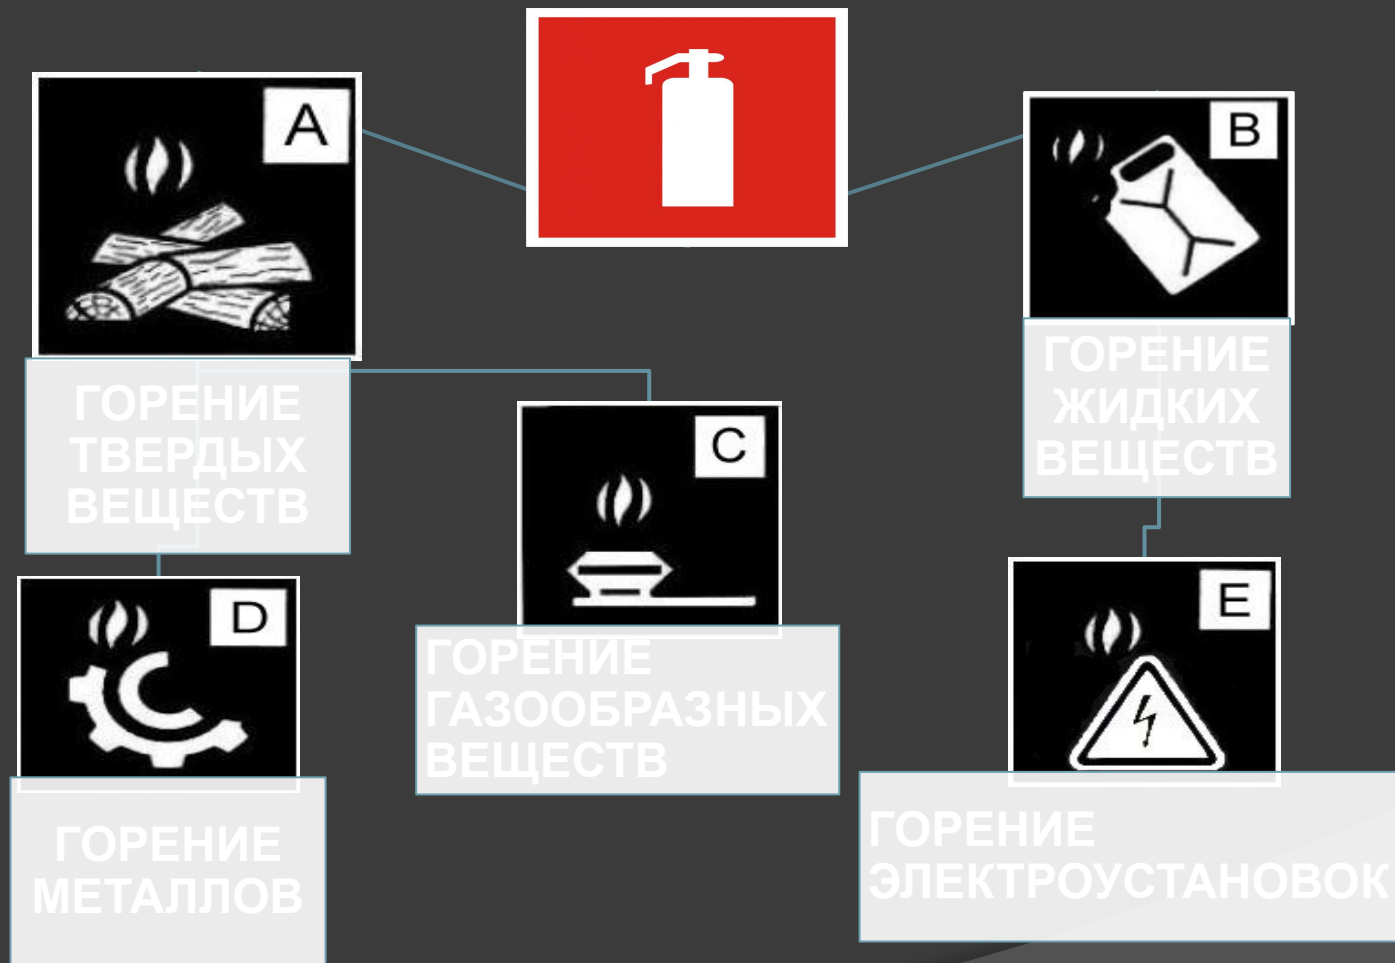 A
ГОРЕНИЕ
ТВЕРДЫХ
ВЕЩЕСТВ
B
ГОРЕНИЕ
ЖИДКИХ
ВЕЩЕСТВ
C
ГОРЕНИЕ
ГАЗООБРАЗНЫХ
ВЕЩЕСТВ
D
ГОРЕНИЕ
МЕТАЛЛОВ
E
ГОРЕНИЕ
ЭЛЕКТРОУСТАНОВОК